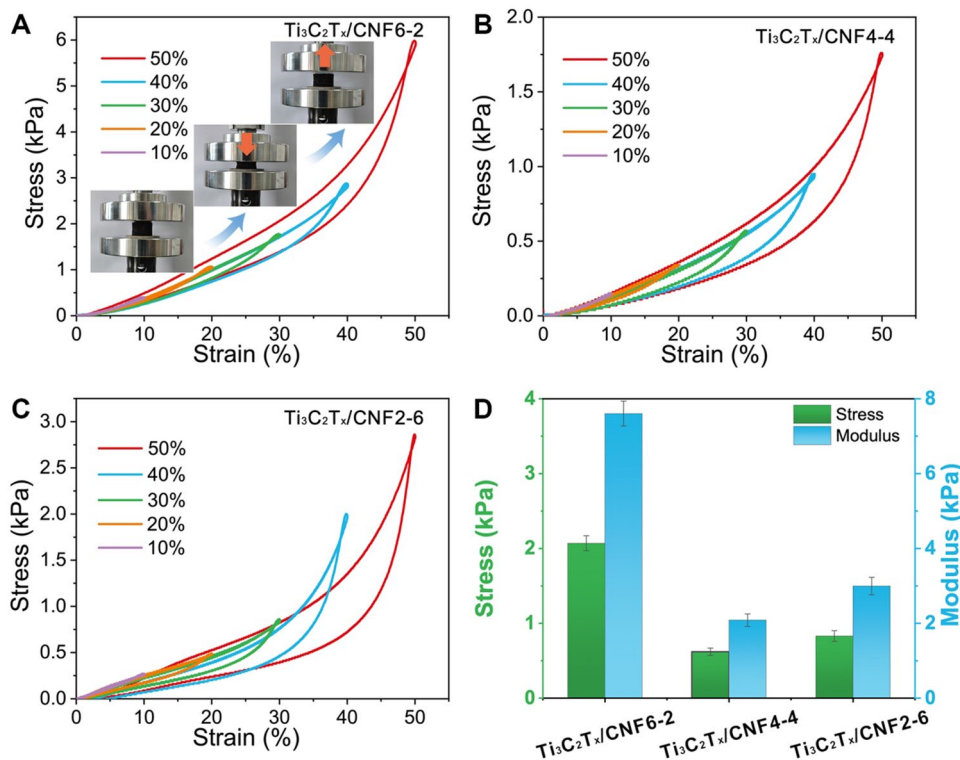 A
Ti₃C₂Tₓ/CNF6-2
50%
40%
30%
20%
10%
Stress (kPa)
6
5
4
3
2
1
0
0 10 20 30 40 50
Strain (%)
B
Ti₃C₂Tₓ/CNF4-4
50%
40%
30%
20%
10%
Stress (kPa)
2.0
1.5
1.0
0.5
0.0
0 10 20 30 40 50
Strain (%)
C
Ti₃C₂Tₓ/CNF2-6
50%
40%
30%
20%
10%
Stress (kPa)
3.0
2.5
2.0
1.5
1.0
0.5
0.0
0 10 20 30 40 50
Strain (%)
D
Stress
Modulus
Stress (kPa)
4
3
2
1
0
Modulus (kPa)
8
6
4
2
0
Ti₃C₂Tₓ/CNF6-2
Ti₃C₂Tₓ/CNF4-4
Ti₃C₂Tₓ/CNF2-6